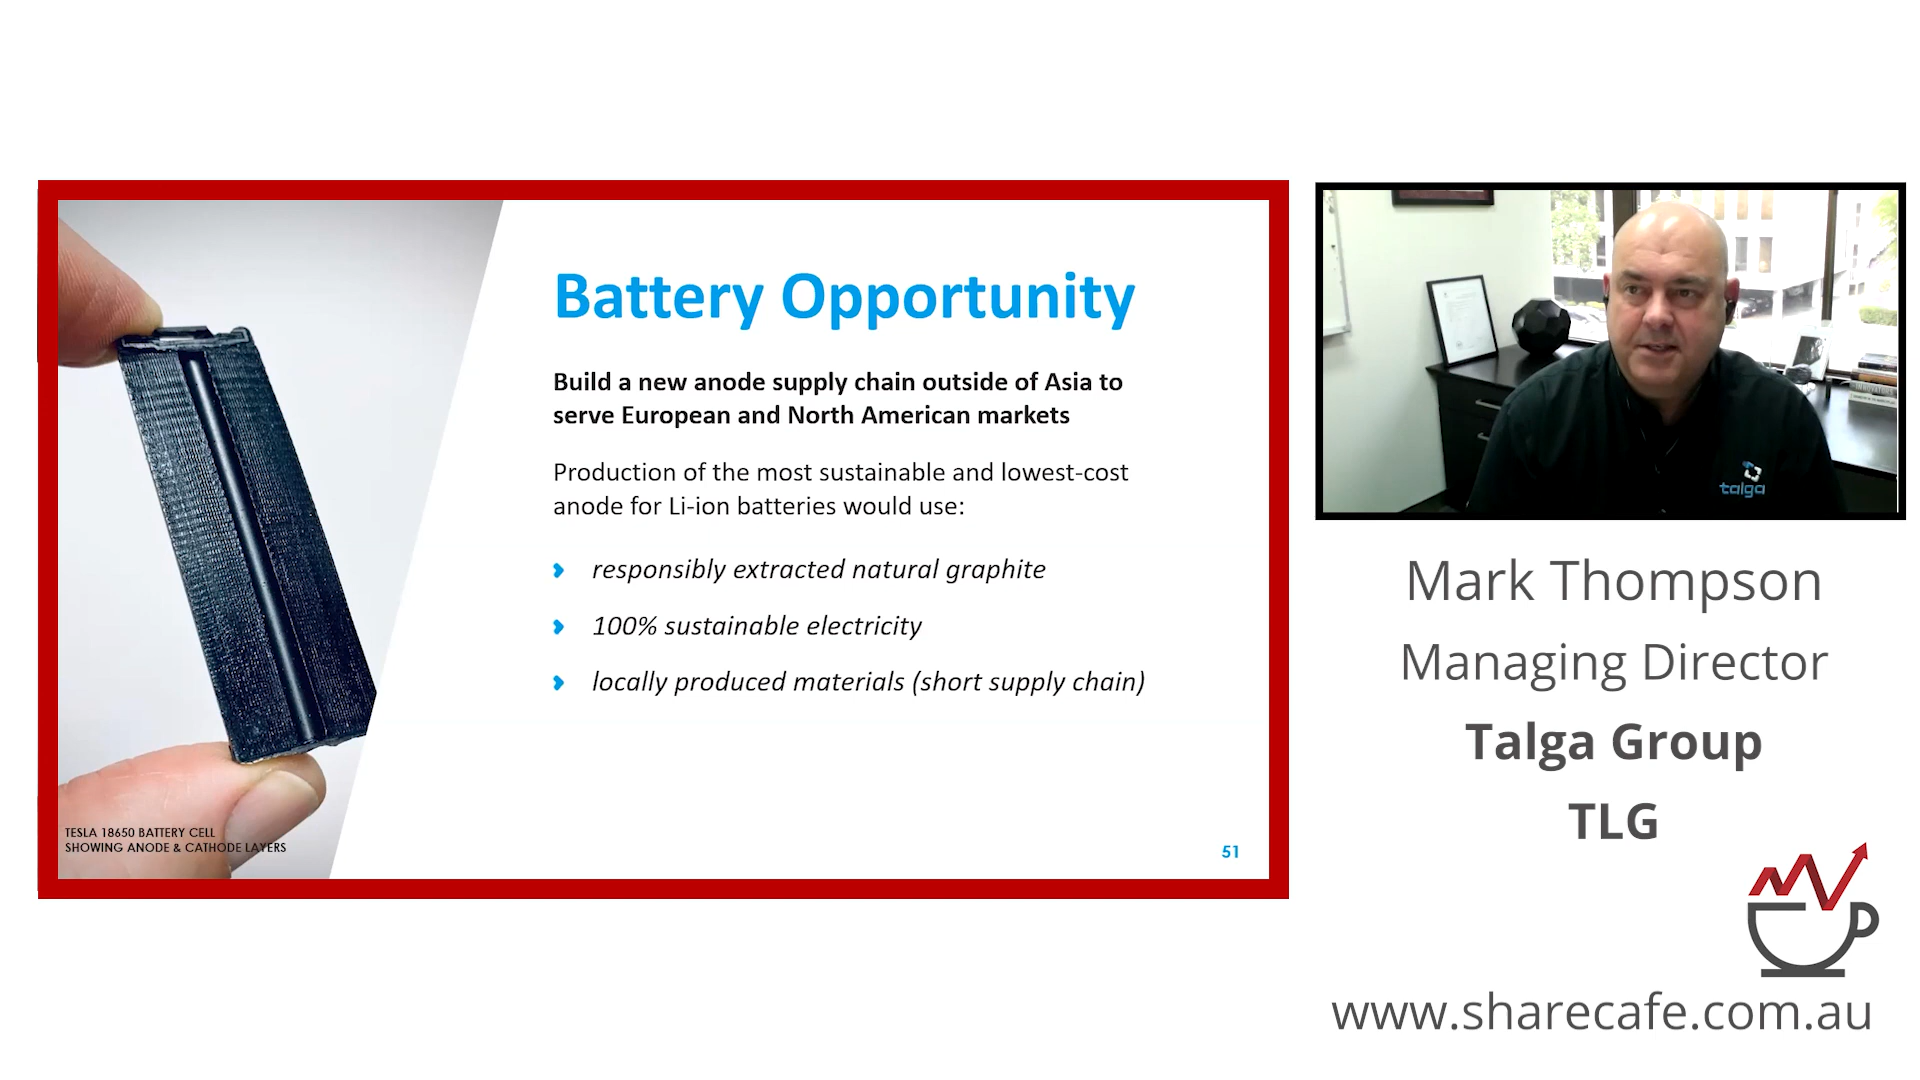 Battery Opportunity
Build a new anode supply chain outside of Asia to
serve European and North American markets
Production of the most sustainable and lowest-cost
anode for Li-ion batteries would use:
responsibly extracted natural graphite
100% sustainable electricity
locally produced materials (short supply chain)
TESLA 18650 BATTERY CELL
SHOWING ANODE & CATHODE LAYERS
51
talga
Mark Thompson
Managing Director
Talga Group
TLG
www.sharecafe.com.au